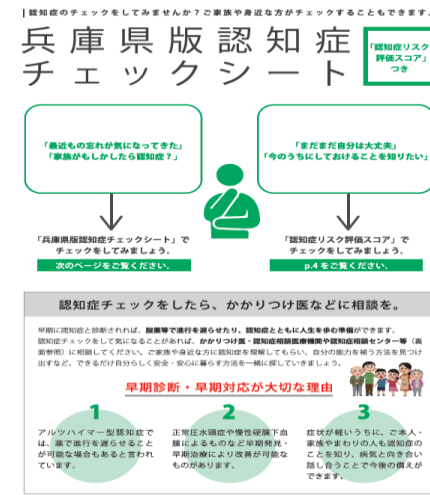 認知症のチェックをしてみませんか？ご家族や身近な方がチェックすることもできます。
兵庫県版認知症
チェックシート
「認知症リスク
評価スコア」
つき
「最近もの忘れが気になってきた」
「家族がもしかしたら認知症？」
「まだまだ自分は大丈夫」
「今のうちにしておけることを知りたい」
「兵庫県版認知症チェックシート」で
チェックをしてみましょう。
次のページをご覧ください。
「認知症リスク評価スコア」で
チェックをしてみましょう。
p.4 をご覧ください。
認知症チェックをしたら、かかりつけ医などに相談を。
早期に認知症と診断されれば、服薬等で進行を遅らせたり、認知症とともに人生を歩む準備ができます。
認知症チェックをして気になることがあれば、かかりつけ医・認知症相談医療機関や認知症相談センター等（裏
面参照）に相談してください。ご家族や身近な方に認知症を理解してもらい、自分の能力を補う方法を見つけ
出すなど、できるだけ自分らしく安全・安心に暮らす方法を一緒に探していきましょう。
早期診断・早期対応が大切な理由
1
アルツハイマー型認知症で
は、薬で進行を遅らせること
が可能な場合もあると言われ
ています。
2
正常圧水頭症や慢性硬膜下血
腫によるものなど早期発見・
早期治療により改善が可能な
ものがあります。
3
症状が軽いうちに、ご本人・
家族やまわりの人も認知症の
ことを知り、病気と向き合い
話し合うことで今後の備えが
できます。